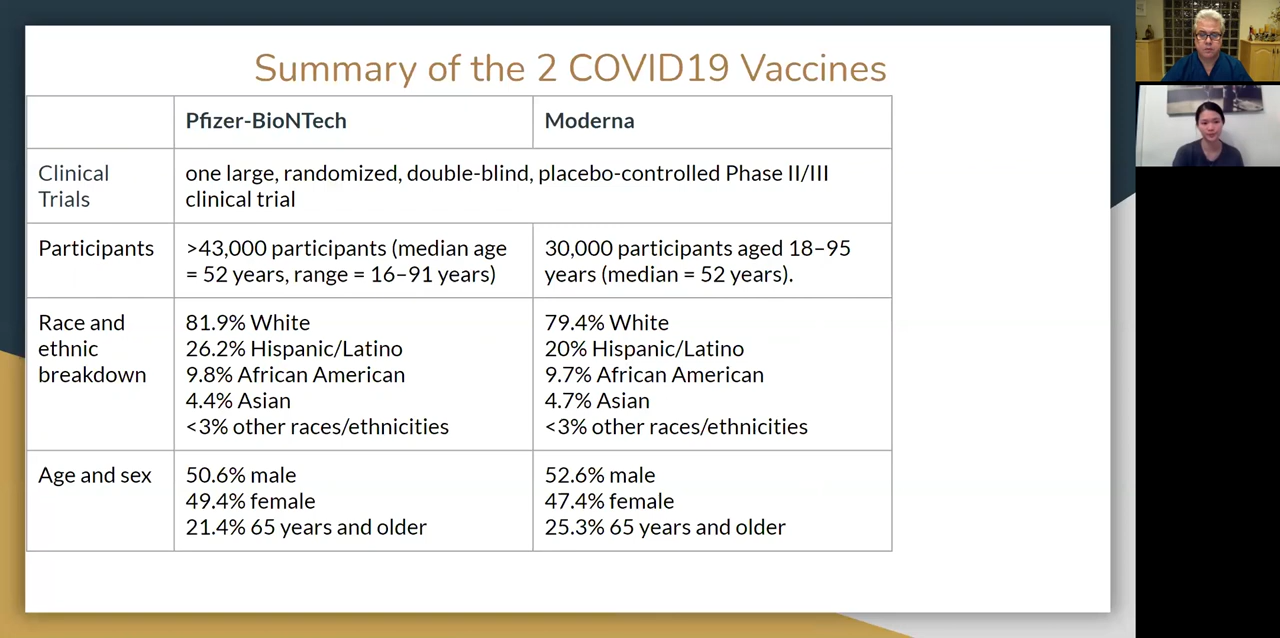 Summary of the 2 COVID19 Vaccines
Pfizer-BioNTech
Moderna
Clinical
Trials
one large, randomized, double-blind, placebo-controlled Phase II/III
clinical trial
Participants
>43,000 participants (median age
= 52 years, range = 16–91 years)
30,000 participants aged 18–95
years (median = 52 years).
Race and
ethnic
breakdown
81.9% White
26.2% Hispanic/Latino
9.8% African American
4.4% Asian
<3% other races/ethnicities
79.4% White
20% Hispanic/Latino
9.7% African American
4.7% Asian
<3% other races/ethnicities
Age and sex
50.6% male
49.4% female
21.4% 65 years and older
52.6% male
47.4% female
25.3% 65 years and older